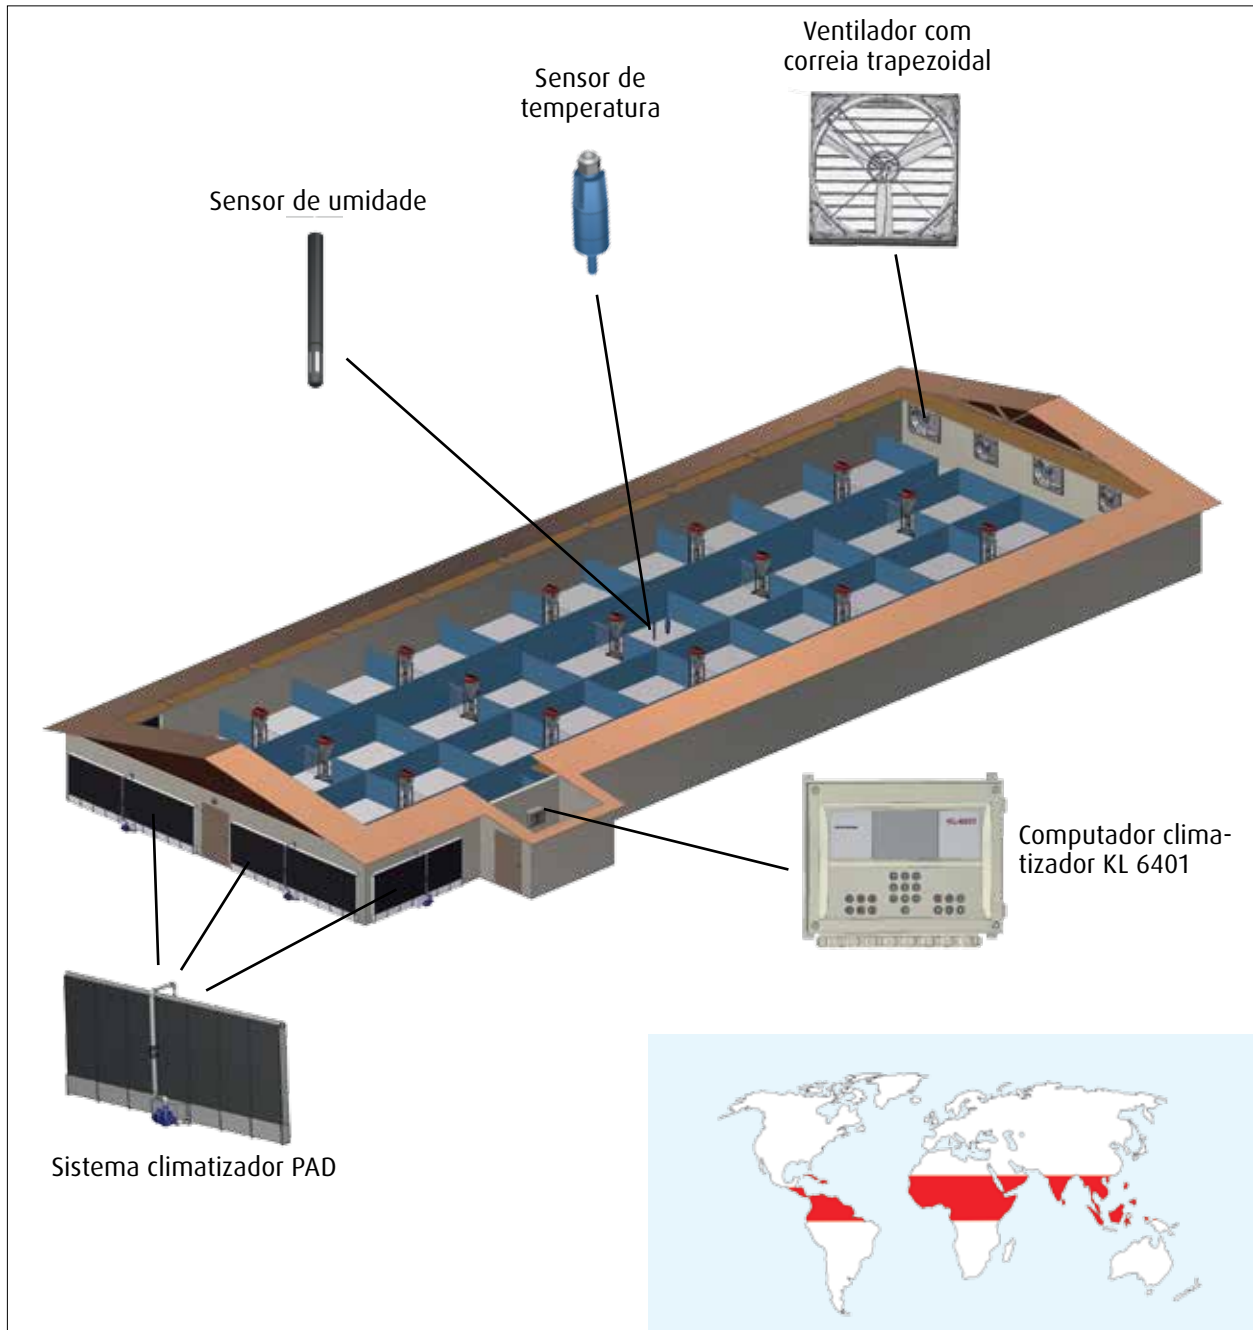 Ventilador com
correia trapezoidal
Sensor de
temperatura
Sensor de umidade
Computador clima-
tizador KL 6401
Sistema climatizador PAD